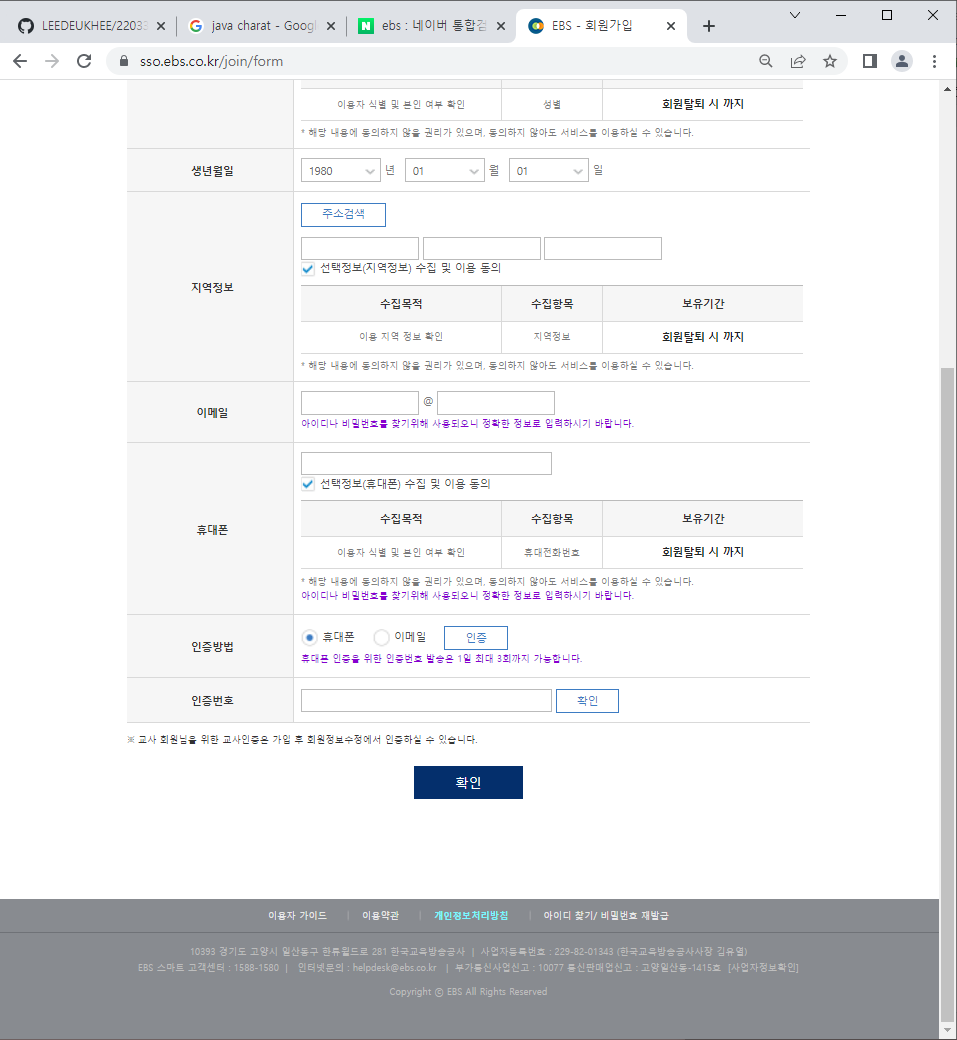 LEEDEUKHEE/22033
java charat - Googl
ebs : 네이버 통합검
EBS - 회원가입
sso.ebs.co.kr/join/form
이용자 식별 및 본인 여부 확인 성별 회원탈퇴 시 까지
* 해당 내용에 동의하지 않을 권리가 있으며, 동의하지 않아도 서비스를 이용하실 수 있습니다.
생년월일 1980 년 01 월 01 일
주소검색
지역정보
선택정보(지역정보) 수집 및 이용 동의
수집목적 수집항목 보유기간
이용 지역 정보 확인 지역정보 회원탈퇴 시 까지
* 해당 내용에 동의하지 않을 권리가 있으며, 동의하지 않아도 서비스를 이용하실 수 있습니다.
이메일 @
아이디나 비밀번호를 찾기위해 사용되오니 정확한 정보로 입력하시기 바랍니다.
휴대폰
선택정보(휴대폰) 수집 및 이용 동의
수집목적 수집항목 보유기간
이용자 식별 및 본인 여부 확인 휴대전화번호 회원탈퇴 시 까지
* 해당 내용에 동의하지 않을 권리가 있으며, 동의하지 않아도 서비스를 이용하실 수 있습니다.
아이디나 비밀번호를 찾기위해 사용되오니 정확한 정보로 입력하시기 바랍니다.
인증방법 휴대폰 이메일 인증
휴대폰 인증을 위한 인증번호 발송은 1일 최대 3회까지 가능합니다.
인증번호 확인
※ 교사 회원님을 위한 교사인증은 가입 후 회원정보수정에서 인증하실 수 있습니다.
확인
이용자 가이드 | 이용약관 | 개인정보처리방침 | 아이디 찾기/ 비밀번호 재발급
10393 경기도 고양시 일산동구 한류월드로 281 한국교육방송공사 | 사업자등록번호 : 229-82-01343 (한국교육방송공사사장 김유열)
EBS 스마트 고객센터 : 1588-1580 | 인터넷문의 : helpdesk@ebs.co.kr | 부가통신사업신고 : 10077 통신판매업신고 : 고양일산동-1415호 [사업자정보확인]
Copyright ⓒ EBS All Rights Reserved